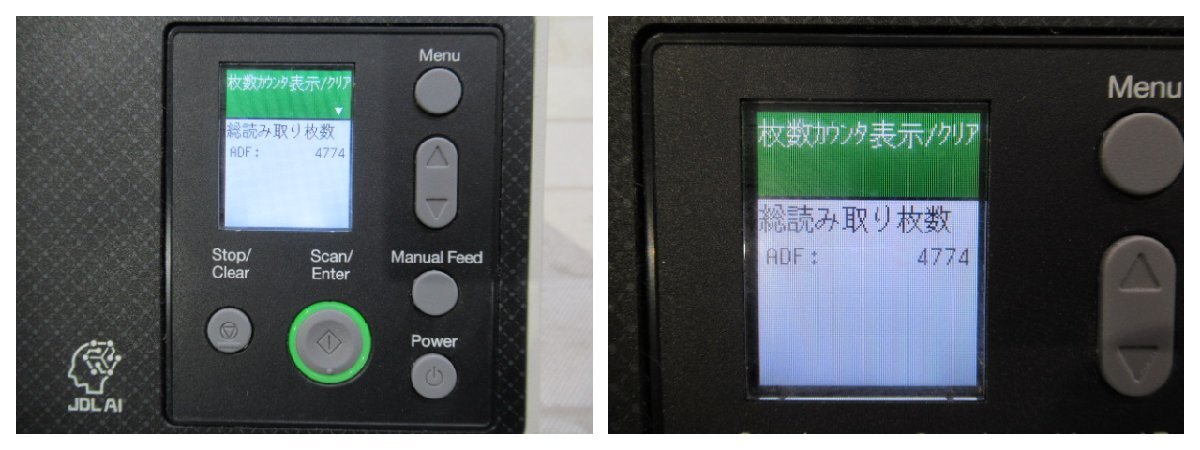 枚数カウンタ表示/クリア
▼
総読み取り枚数
ADF: 4774
Menu
Stop/
Clear
Scan/
Enter
Manual Feed
Power
JDL AI
枚数カウンタ表示/クリア
総読み取り枚数
ADF: 4774
Menu